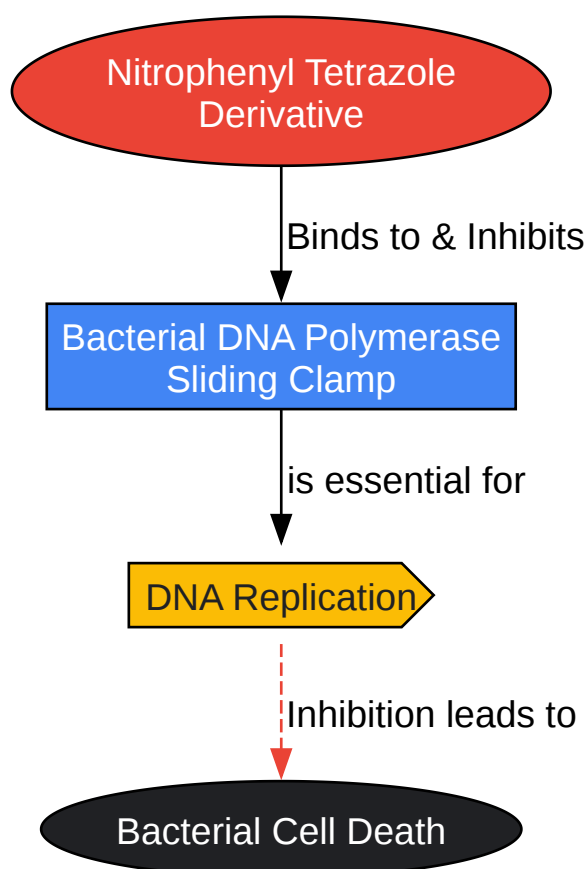 Nitrophenyl Tetrazole
Derivative
Binds to & Inhibits
Bacterial DNA Polymerase
Sliding Clamp
is essential for
DNA Replication
Inhibition leads to
Bacterial Cell Death